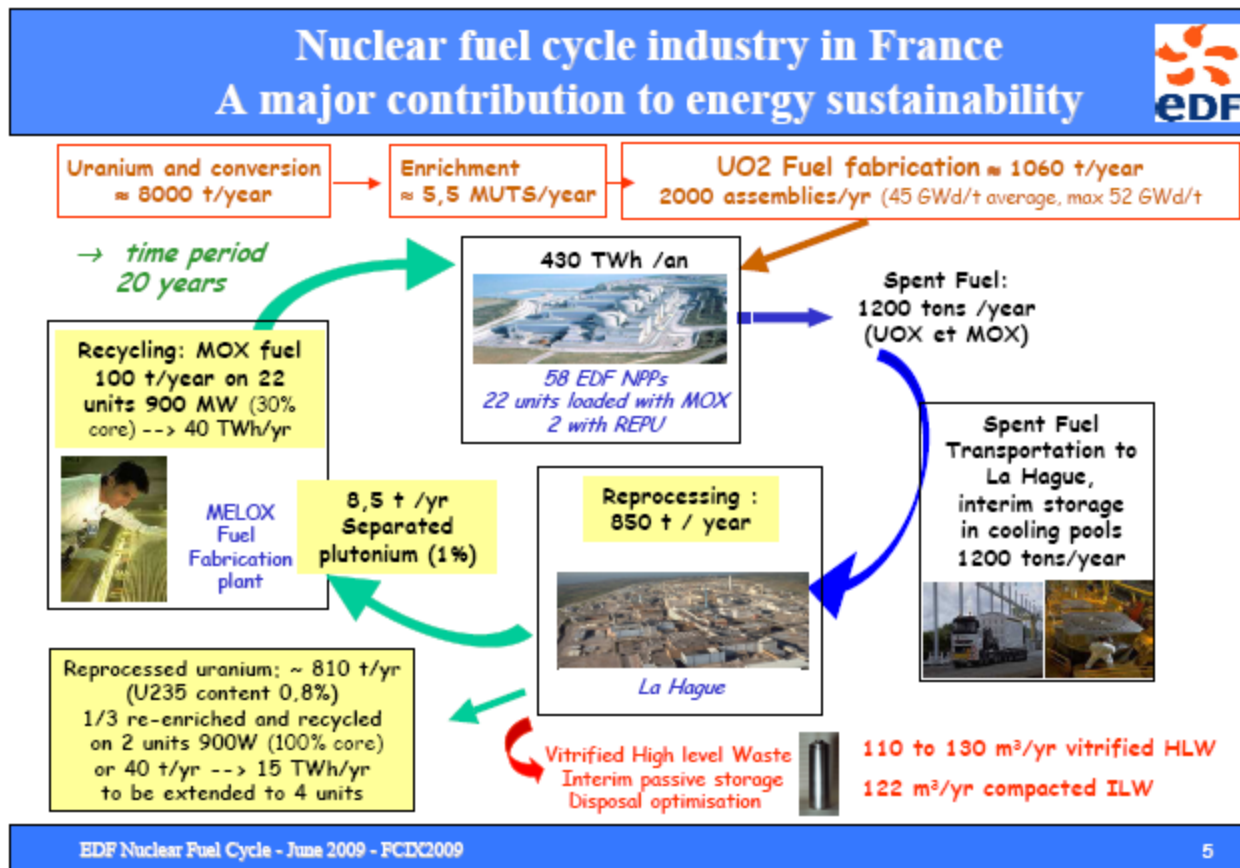 Nuclear fuel cycle industry in France
A major contribution to energy sustainability
eDF
Uranium and conversion
≈ 8000 t/year
Enrichment
≈ 5,5 MUTS/year
UO2 Fuel fabrication ≈ 1060 t/year
2000 assemblies/yr (45 GWd/t average, max 52 GWd/t
→ time period
20 years
430 TWh /an
58 EDF NPPs
22 units loaded with MOX
2 with REPU
Spent Fuel:
1200 tons /year
(UOX et MOX)
Recycling: MOX fuel
100 t/year on 22
units 900 MW (30%
core) --> 40 TWh/yr
MELOX
Fuel
Fabrication
plant
8,5 t /yr
Separated
plutonium (1%)
Reprocessing :
850 t / year
La Hague
Spent Fuel
Transportation to
La Hague,
interim storage
in cooling pools
1200 tons/year
Reprocessed uranium: ~ 810 t/yr
(U235 content 0,8%)
1/3 re-enriched and recycled
on 2 units 900W (100% core)
or 40 t/yr --> 15 TWh/yr
to be extended to 4 units
Vitrified High level Waste
Interim passive storage
Disposal optimisation
110 to 130 m³/yr vitrified HLW
122 m³/yr compacted ILW
EDF Nuclear Fuel Cycle - June 2009 - FCIX2009
5